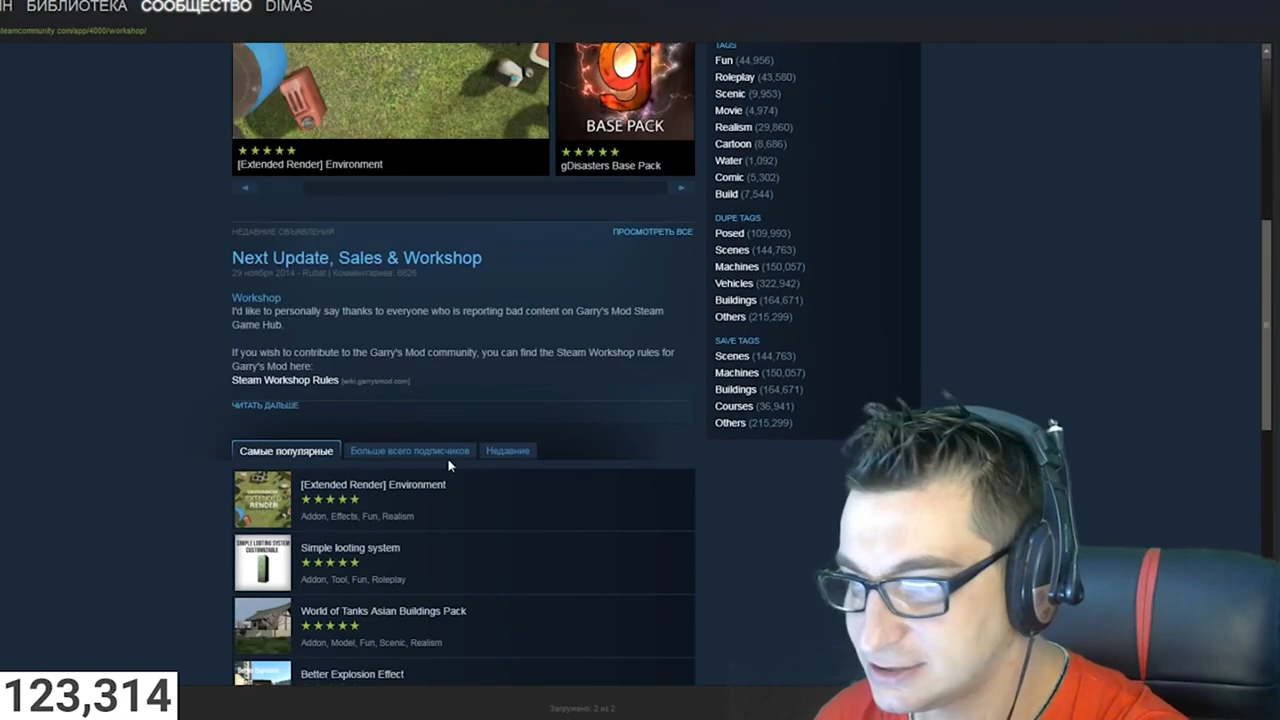 БИБЛИОТЕКА СООБЩЕСТВО DIMAS
steamcommunity.com/app/4000/workshop/
BASE PACK
[Extended Render] Environment
gDisasters Base Pack
НЕДАВНИЕ ОБЪЯВЛЕНИЯ
ПРОСМОТРЕТЬ ВСЕ
Next Update, Sales & Workshop
29 ноября 2014 - Rubat | Комментариев: 6826
Workshop
I'd like to personally say thanks to everyone who is reporting bad content on Garry's Mod Steam
Game Hub.
If you wish to contribute to the Garry's Mod community, you can find the Steam Workshop rules for
Garry's Mod here:
Steam Workshop Rules [wiki.garrysmod.com]
ЧИТАТЬ ДАЛЬШЕ
Самые популярные
Больше всего подписчиков
Недавние
[Extended Render] Environment
Addon, Effects, Fun, Realism
SIMPLE LOOTING SYSTEM
CUSTOMIZABLE
Simple looting system
Addon, Tool, Fun, Roleplay
World of Tanks Asian Buildings Pack
Addon, Model, Fun, Scenic, Realism
Better Explosion Effect
TAGS
Fun (44,956)
Roleplay (43,580)
Scenic (9,953)
Movie (4,974)
Realism (29,860)
Cartoon (8,686)
Water (1,092)
Comic (5,302)
Build (7,544)
DUPE TAGS
Posed (109,993)
Scenes (144,763)
Machines (150,057)
Vehicles (322,942)
Buildings (164,671)
Others (215,299)
SAVE TAGS
Scenes (144,763)
Machines (150,057)
Buildings (164,671)
Courses (36,941)
Others (215,299)
123,314
Загружено: 2 из 2